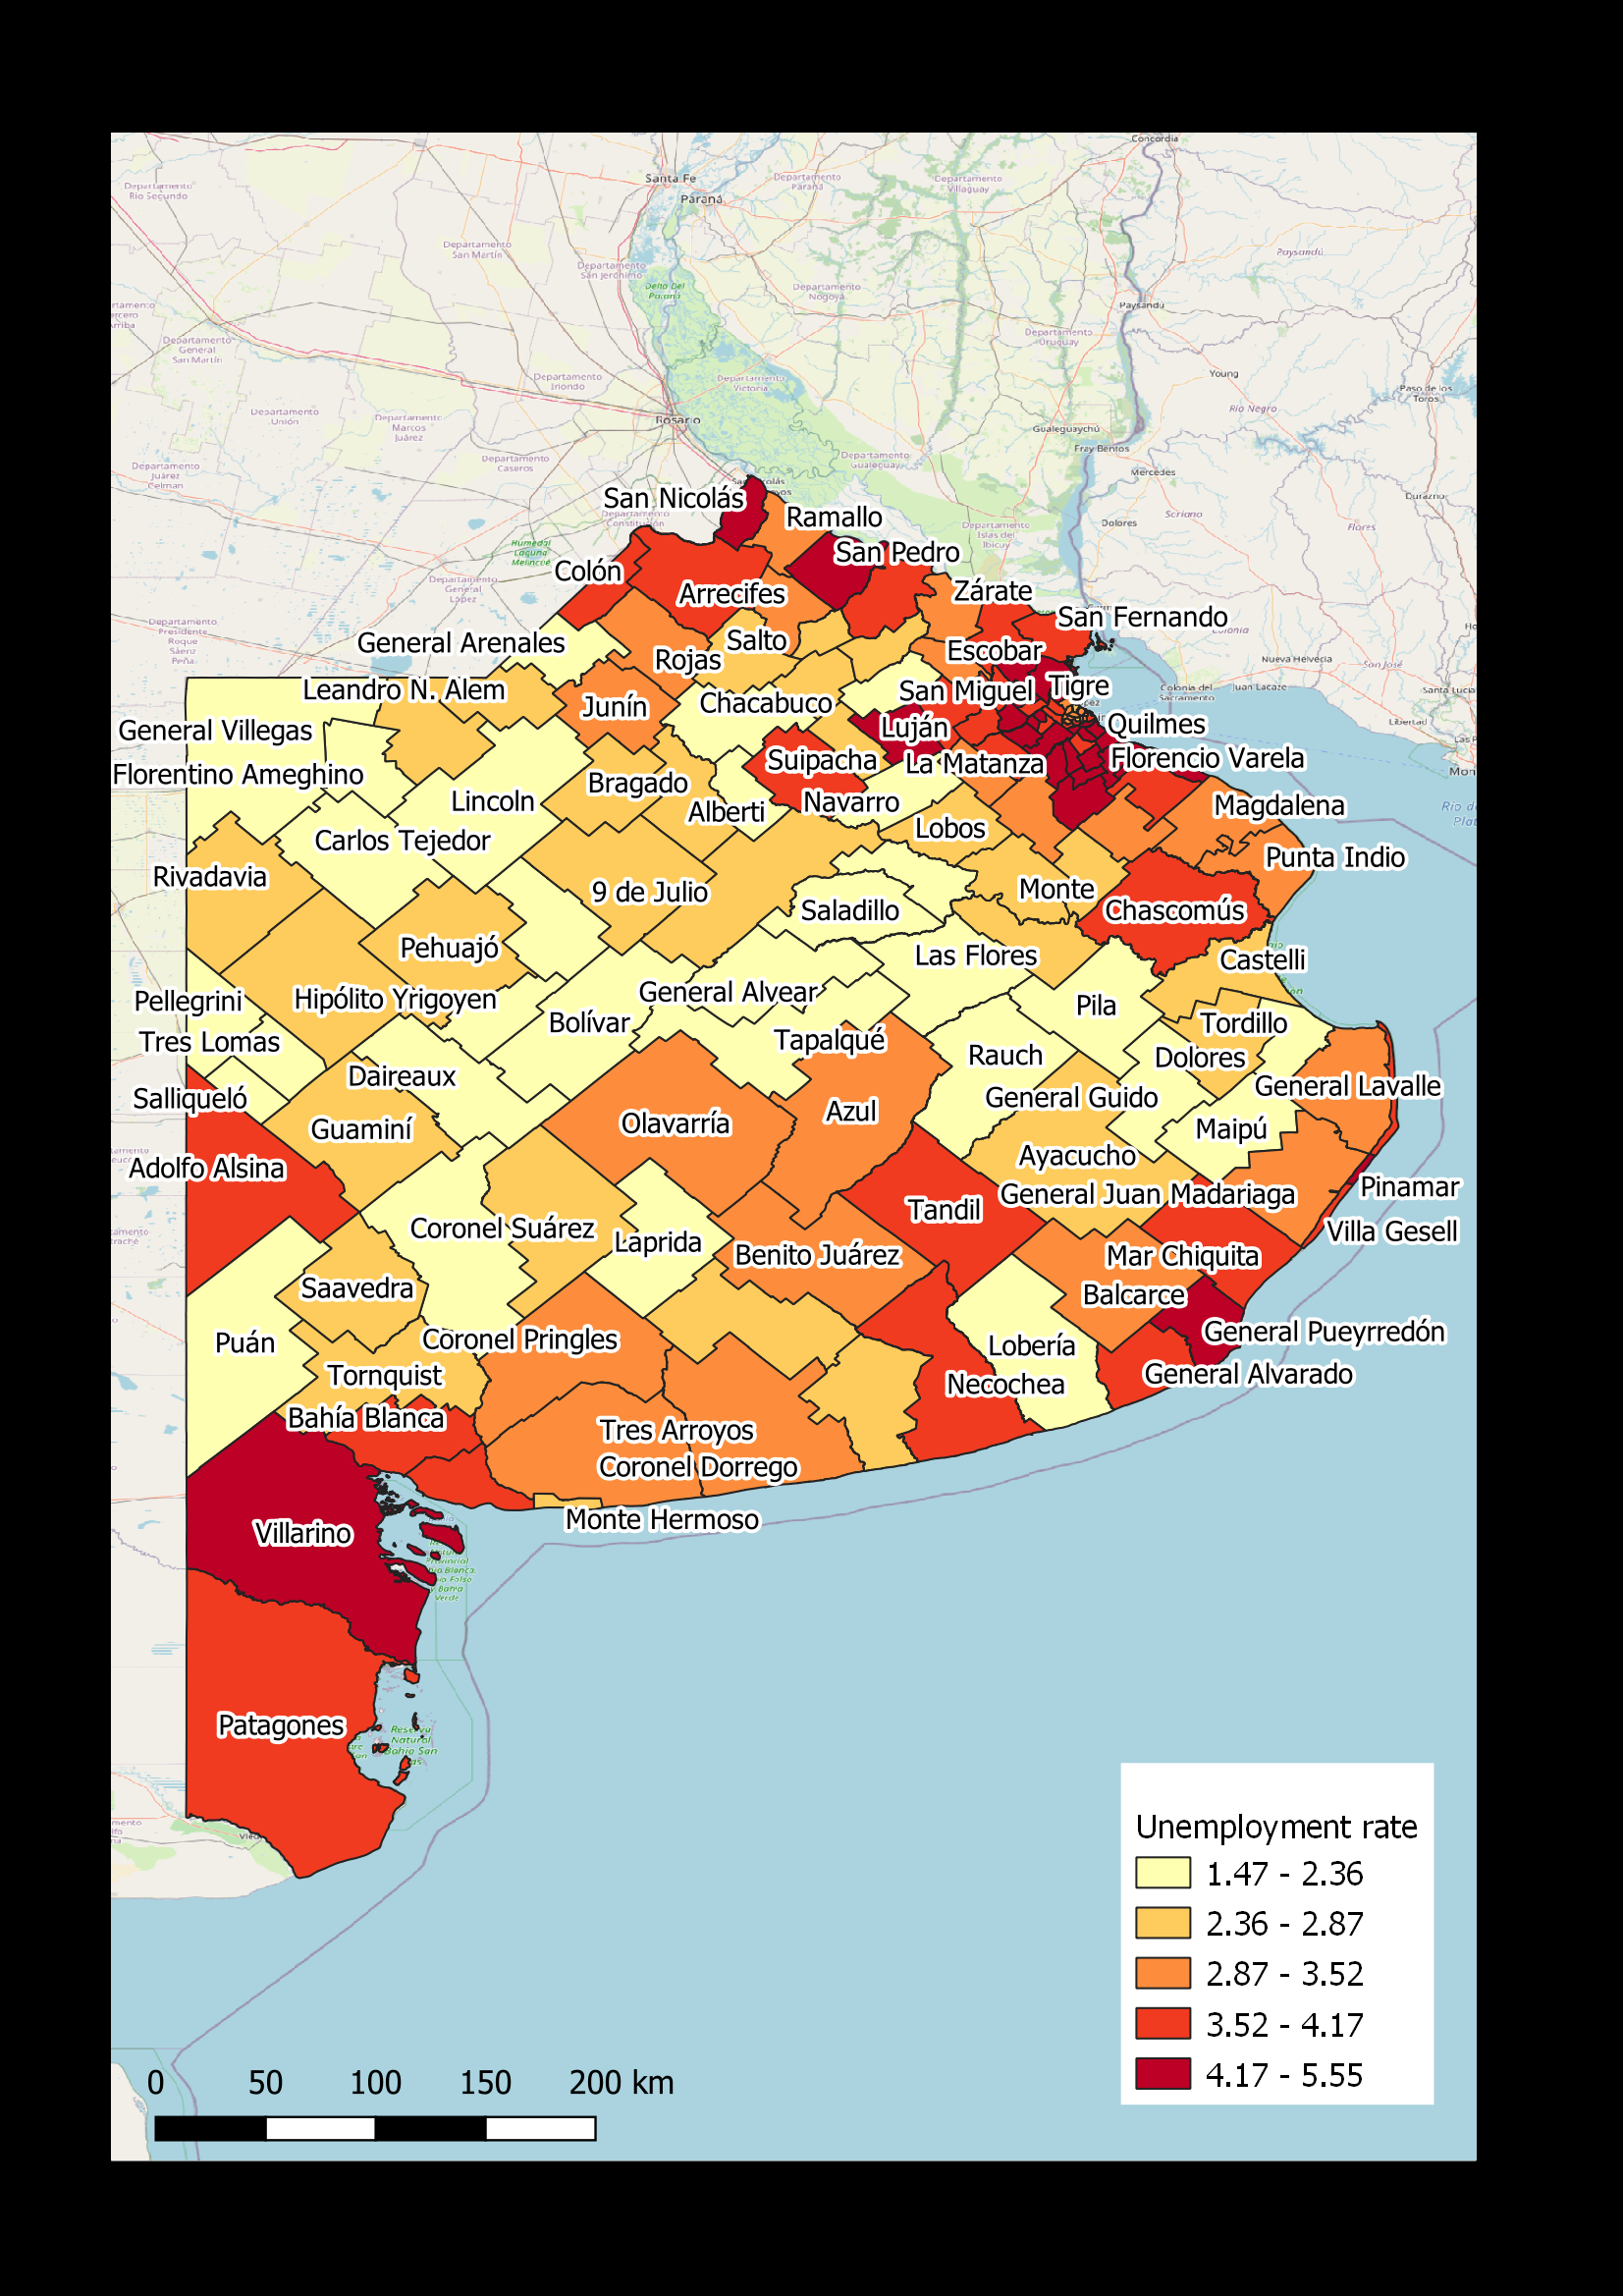 Concordia
Santa Fe
Paraná
Departamento
Río Segundo
Departamento
Paraná
Departamento
Villaguay
Departamento
San Martín
Departamento
San Jerónimo
Paysandú
Delta Del
Paraná
Departamento
Nogoyá
Paysandú
Departamento
General
San Martín
Departamento
Uruguay
Departamento
Iriondo
Departamento
Victoria
Young
Paso de los
Toros
Departamento
Unión
Departamento
Marcos
Juárez
Río Negro
Rosario
Gualeguaychú
Fray Bentos
Departamento
Caseros
Departamento
Gualeguay
Departamento
Juárez
Celman
Mercedes
San Nicolás
Durazno
Departamento
Constitución
Ramallo
Soriano
Dolores
Flores
Departamento
Islas del
Ibicuy
Humedal
Laguna
Melincué
San Pedro
Colón
Departamento
General
López
Arrecifes
Zárate
San Fernando
Departamento
Presidente
Roque
Sáenz
Peña
Colonia
General Arenales
Salto
Escobar
Rojas
Nueva Helvecia
Leandro N. Alem
San Miguel
Tigre
Colonia del
Sacramento
Juan Lacaze
Santa Lucía
Chacabuco
Junín
Libertad
General Villegas
Luján
Quilmes
Suipacha
La Matanza
Florencio Varela
Florentino Ameghino
Bragado
Lincoln
Navarro
Magdalena
Alberti
Lobos
Carlos Tejedor
Punta Indio
Rivadavia
9 de Julio
Monte
Saladillo
Chascomús
Pehuajó
Las Flores
Castelli
Pellegrini
Hipólito Yrigoyen
General Alvear
Pila
Bolívar
Tordillo
Tres Lomas
Tapalqué
Rauch
Dolores
Daireaux
General Lavalle
Salliqueló
General Guido
Olavarría
Azul
Guaminí
Maipú
Adolfo Alsina
Ayacucho
Pinamar
General Juan Madariaga
Tandil
Coronel Suárez
Villa Gesell
Laprida
Benito Juárez
Mar Chiquita
Saavedra
Balcarce
Puán
Coronel Pringles
General Pueyrredón
Lobería
Tornquist
General Alvarado
Necochea
Bahía Blanca
Tres Arroyos
Coronel Dorrego
Monte Hermoso
Villarino
Patagones
Reserva
Natural
Bahía San
Unemployment rate
1.47 - 2.36
2.36 - 2.87
2.87 - 3.52
3.52 - 4.17
4.17 - 5.55
0 50 100 150 200 km